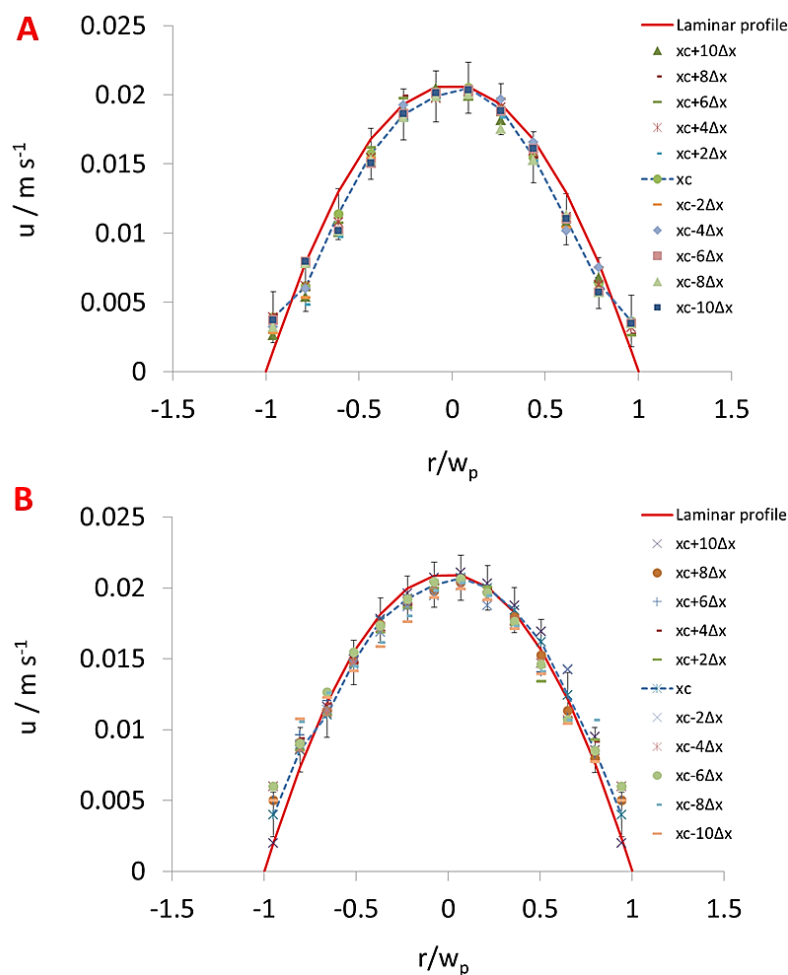 A
0.025
0.02
0.015
0.01
0.005
0
u / m s⁻¹
-1.5
-1
-0.5
0
0.5
1
1.5
r/wₚ
Laminar profile
xc+10Δx
xc+8Δx
xc+6Δx
xc+4Δx
xc+2Δx
xc
xc-2Δx
xc-4Δx
xc-6Δx
xc-8Δx
xc-10Δx
B
0.025
0.02
0.015
0.01
0.005
0
u / m s⁻¹
-1.5
-1
-0.5
0
0.5
1
1.5
r/wₚ
Laminar profile
xc+10Δx
xc+8Δx
xc+6Δx
xc+4Δx
xc+2Δx
xc
xc-2Δx
xc-4Δx
xc-6Δx
xc-8Δx
xc-10Δx